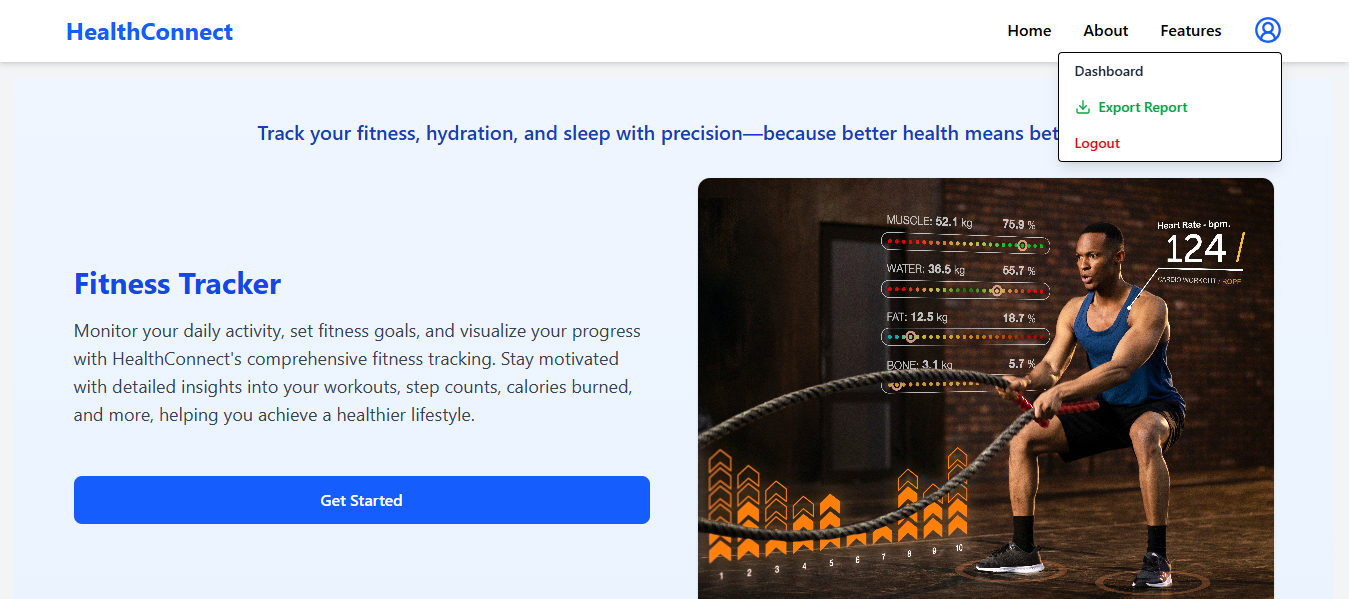 HealthConnect
Home About Features
Dashboard
Export Report
Logout
Track your fitness, hydration, and sleep with precision—because better health means
Fitness Tracker
Monitor your daily activity, set fitness goals, and visualize your progress
with HealthConnect's comprehensive fitness tracking. Stay motivated
with detailed insights into your workouts, step counts, calories burned,
and more, helping you achieve a healthier lifestyle.
Get Started
MUSCLE: 52.1 kg 75.9 %
WATER: 36.5 kg 65.7 %
FAT: 12.5 kg 18.7 %
BONE: 3.1 kg 5.7 %
Heart Rate - bpm.
124 /
CARDIO WORKOUT / ROPE
1 2 3 4 5 6 7 8 9 10